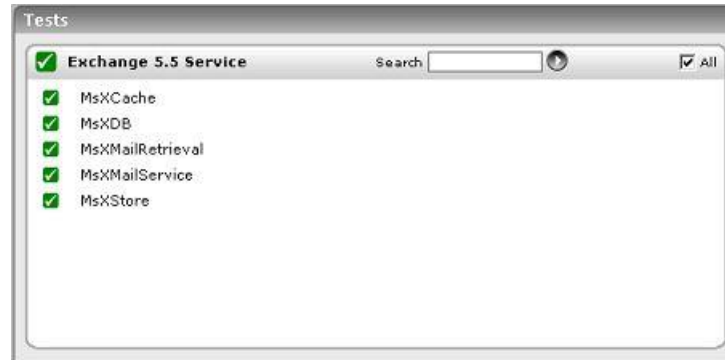 Tests
Exchange 5.5 Service Search All
MsXCache
MsXDB
MsXMailRetrieval
MsXMailService
MsXStore